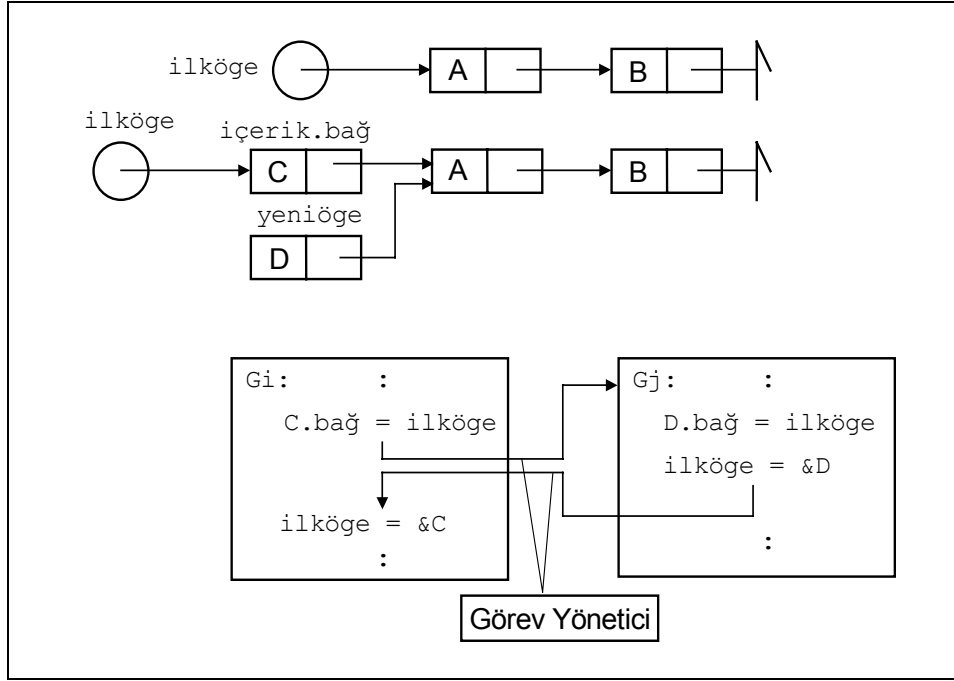 ilköge
A
B
ilköge
içerik.bağ
C
A
B
yeniöge
D
Gi: :
C.bağ = ilköge
ilköge = &C
:
Gj: :
D.bağ = ilköge
ilköge = &D
:
Görev Yönetici